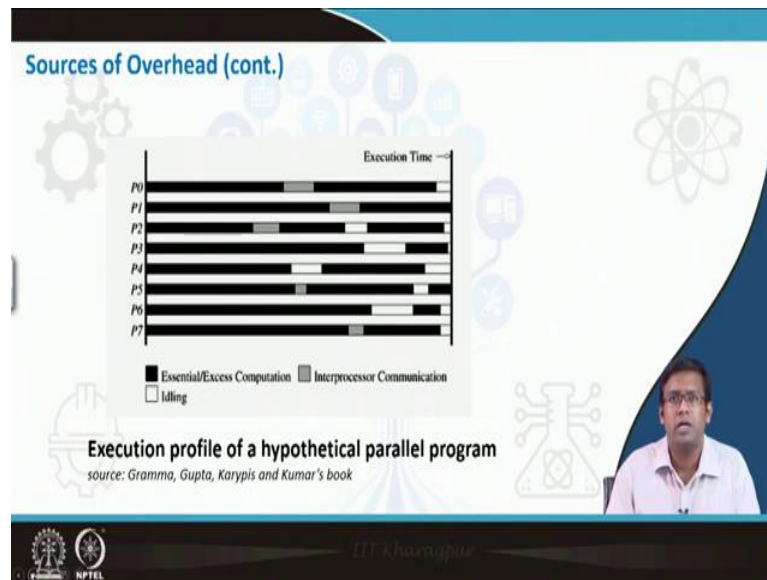 Sources of Overhead (cont.)
Execution Time
P0
P1
P2
P3
P4
P5
P6
P7
Essential/Excess Computation Interprocessor Communication
Idling
Execution profile of a hypothetical parallel program
source: Gramma, Gupta, Karypis and Kumar's book
IIT Kharagpur
NPTEL